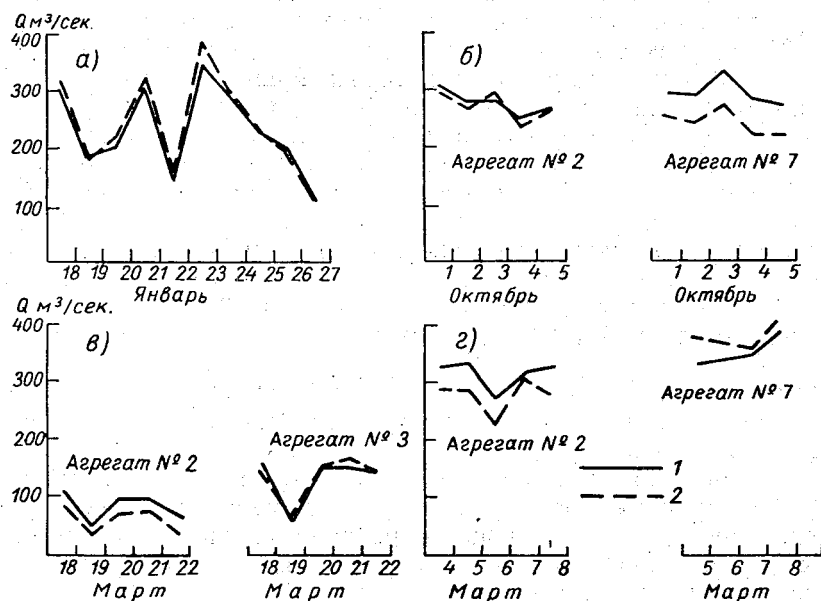 Q м³/сек.
400
300
200
100
а)
18 19 20 21 22 23 24 25 26 27
Январь
б)
Агрегат № 2
1 2 3 4 5
Октябрь
Агрегат № 7
1 2 3 4 5
Октябрь
Q м³/сек.
400
300
200
100
в)
Агрегат № 2
18 19 20 21 22
Март
Агрегат № 3
18 19 20 21 22
Март
г)
Агрегат № 2
4 5 6 7 8
Март
Агрегат № 7
5 6 7 8
Март
1
2